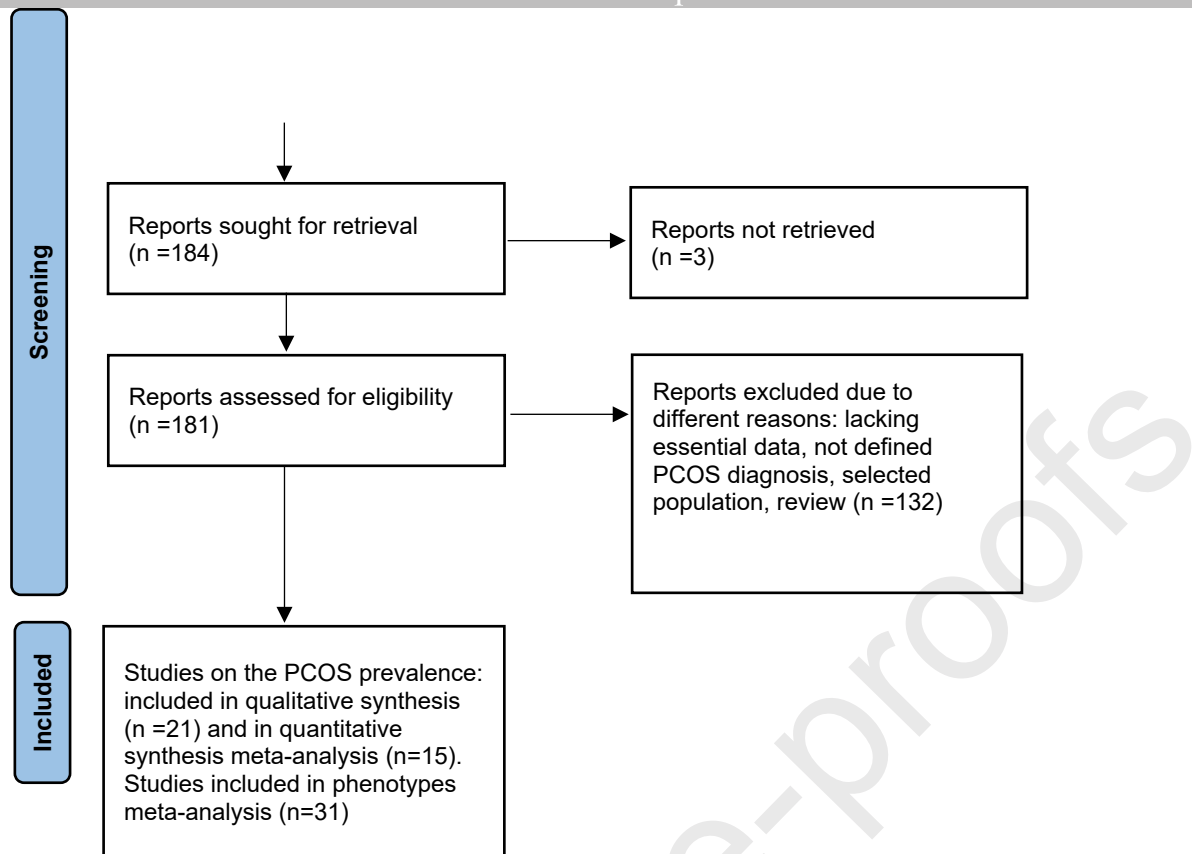 Screening
Reports sought for retrieval
(n =184)
Reports not retrieved
(n =3)
Reports assessed for eligibility
(n =181)
Reports excluded due to
different reasons: lacking
essential data, not defined
PCOS diagnosis, selected
population, review (n =132)
Included
Studies on the PCOS prevalence:
included in qualitative synthesis
(n =21) and in quantitative
synthesis meta-analysis (n=15).
Studies included in phenotypes
meta-analysis (n=31)
e-proofs